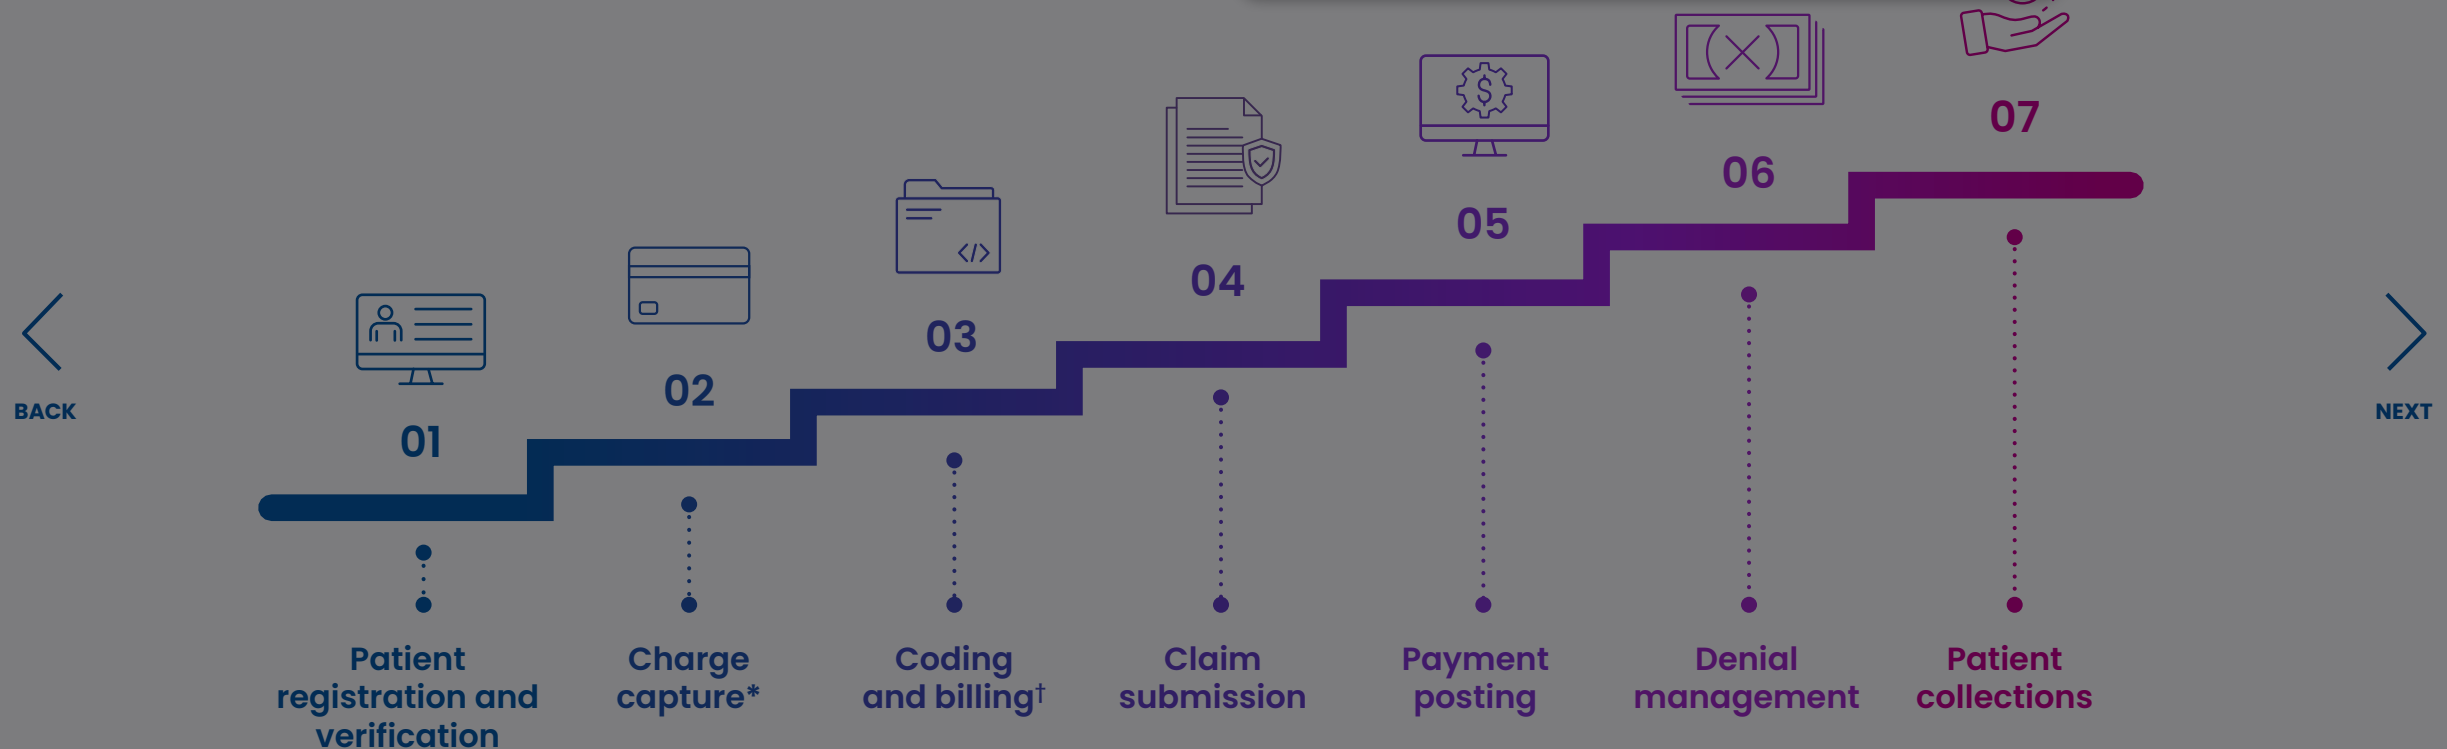 07
06
05
04
03
02
01
BACK
NEXT
Patient
registration and
verification
Charge
capture*
Coding
and billing†
Claim
submission
Payment
posting
Denial
management
Patient
collections